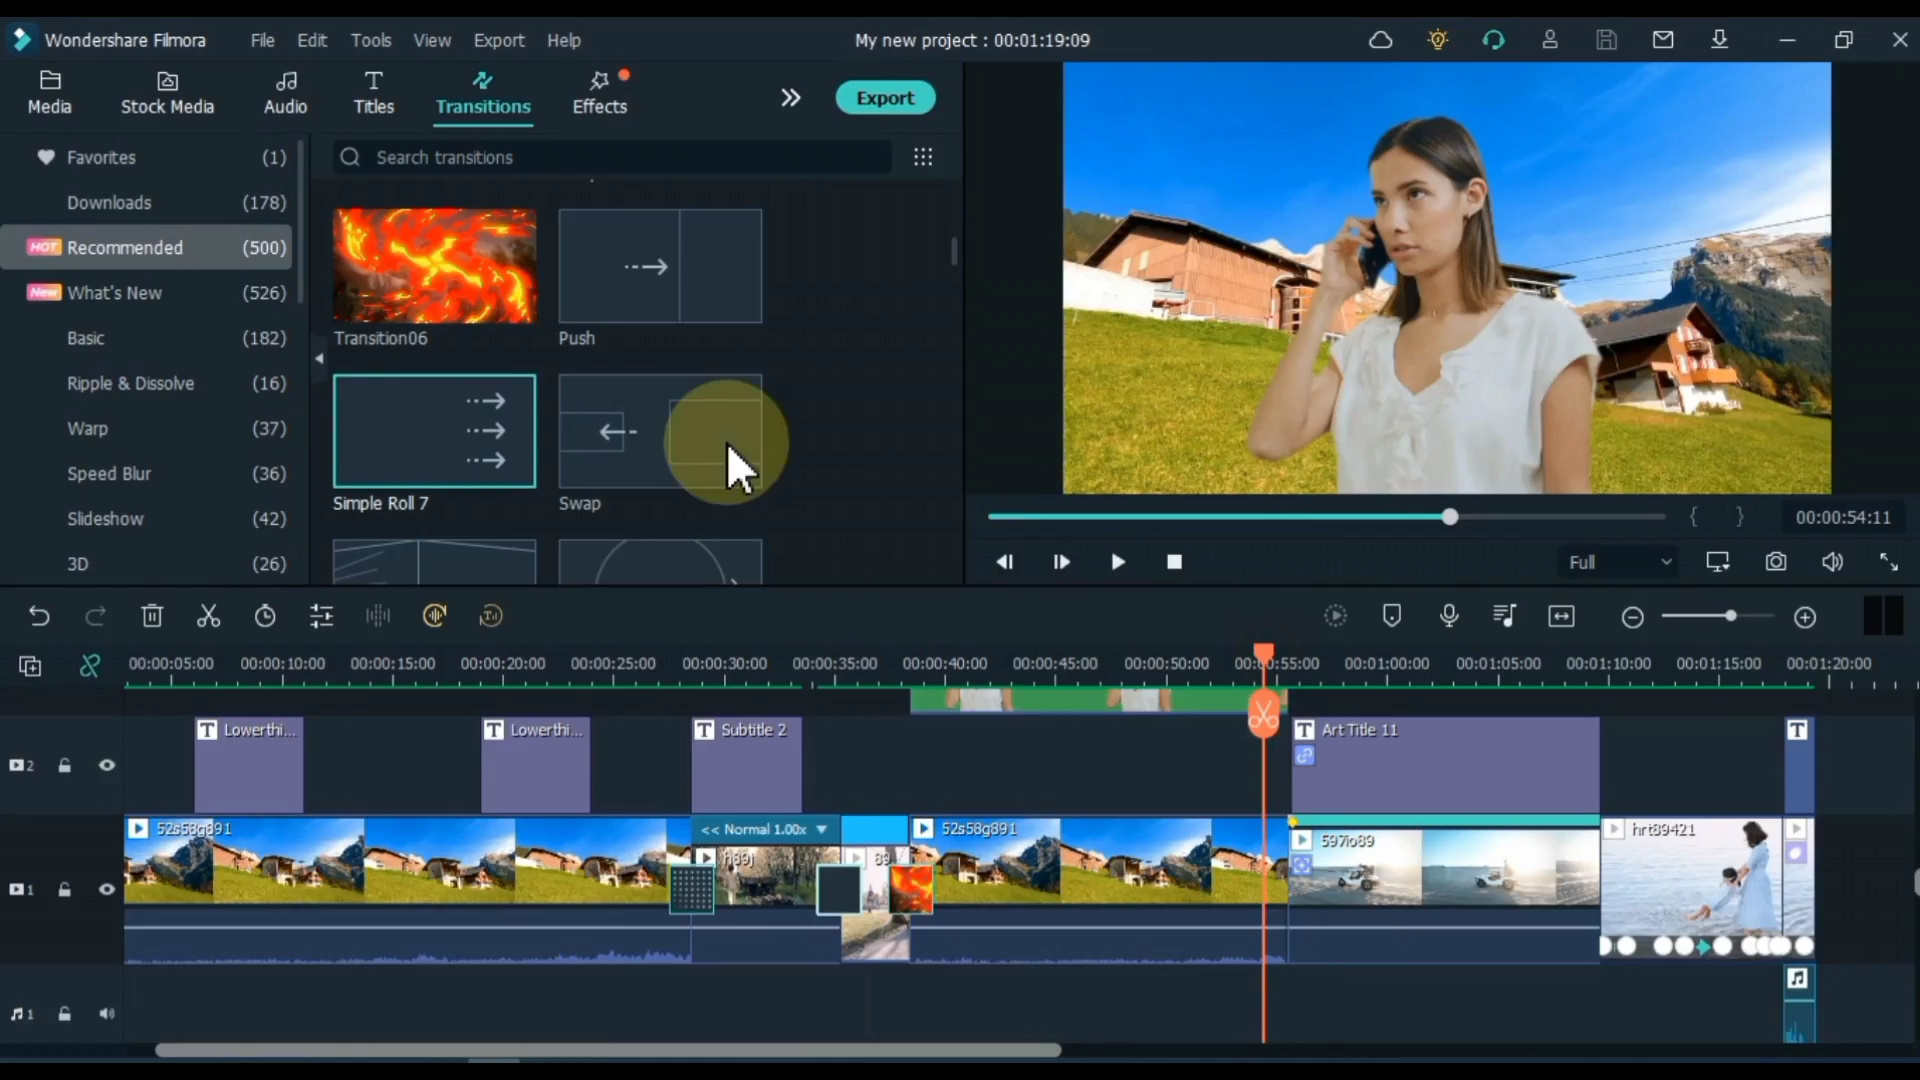 Wondershare Filmora File Edit Tools View Export Help My new project : 00:01:19:09
Media Stock Media Audio Titles Transitions Effects Export
Favorites (1)
Search transitions
Downloads (178)
HOT Recommended (500)
New What's New (526)
Basic (182)
Ripple & Dissolve (16)
Warp (37)
Speed Blur (36)
Slideshow (42)
3D (26)
Transition06 Push
Simple Roll 7 Swap
{ } 00:00:54:11
Full
00:00:05:00 00:00:10:00 00:00:15:00 00:00:20:00 00:00:25:00 00:00:30:00 00:00:35:00 00:00:40:00 00:00:45:00 00:00:50:00 00:00:55:00 00:01:00:00 00:01:05:00 00:01:10:00 00:01:15:00 00:01:20:00
T Lowerthi... T Lowerthi... T Subtitle 2 T Art Title 11 T
2
52s58g891 << Normal 1.00x 52s58g891 597io89 hrt89421
h89j 89
1
1